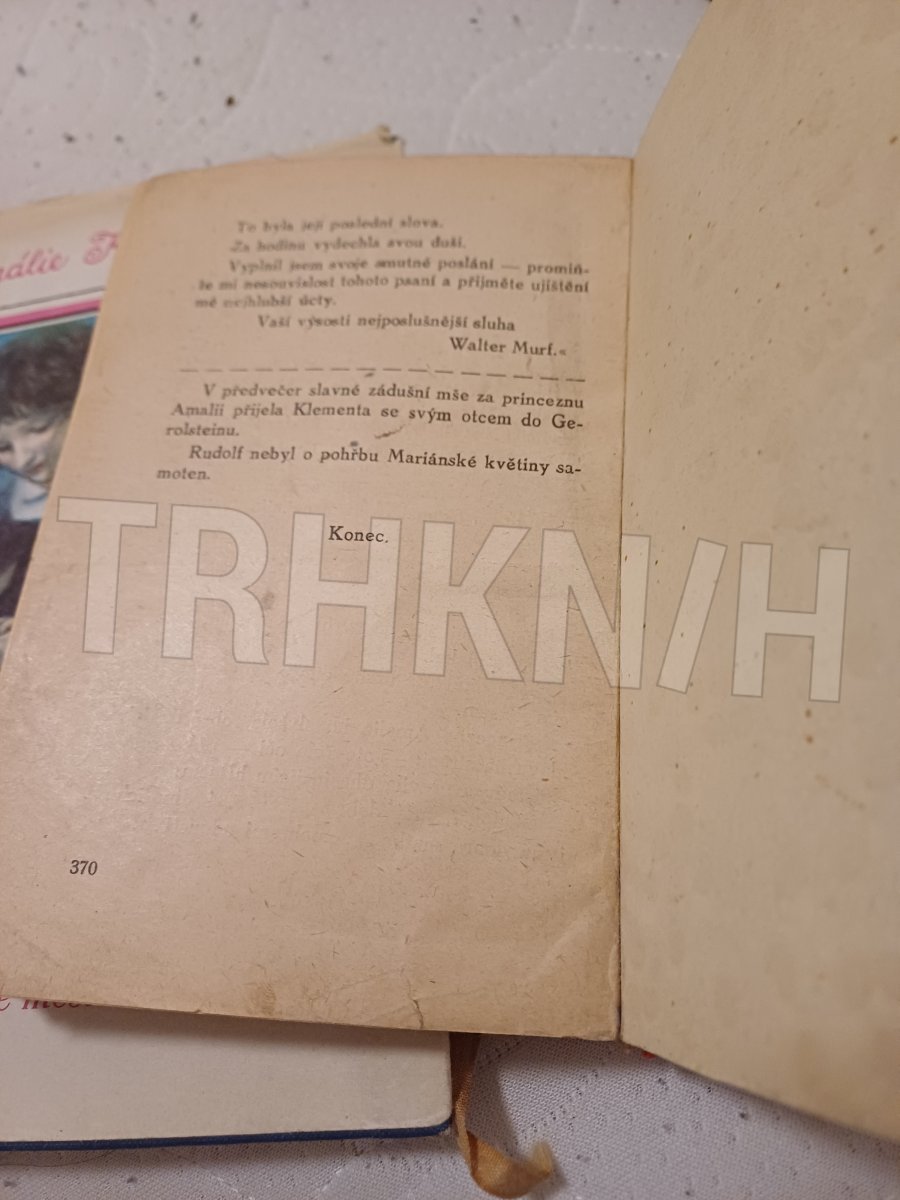 To byla její poslední slova.
Za hodinu vydechla svou duši.
Vyplnil jsem svoje smutné poslání — promiň-
te mi nesouvislost tohoto psaní a přijměte ujištění
mé nejhlubší úcty.
Vaší výsosti nejposlušnější sluha
Walter Murf.«
V předvečer slavné zádušní mše za princeznu
Amalii přijela Klementa se svým otcem do Ge-
rolsteinu.
Rudolf nebyl o pohřbu Mariánské květiny sa-
moten.
Konec.
TRHKN/H
370